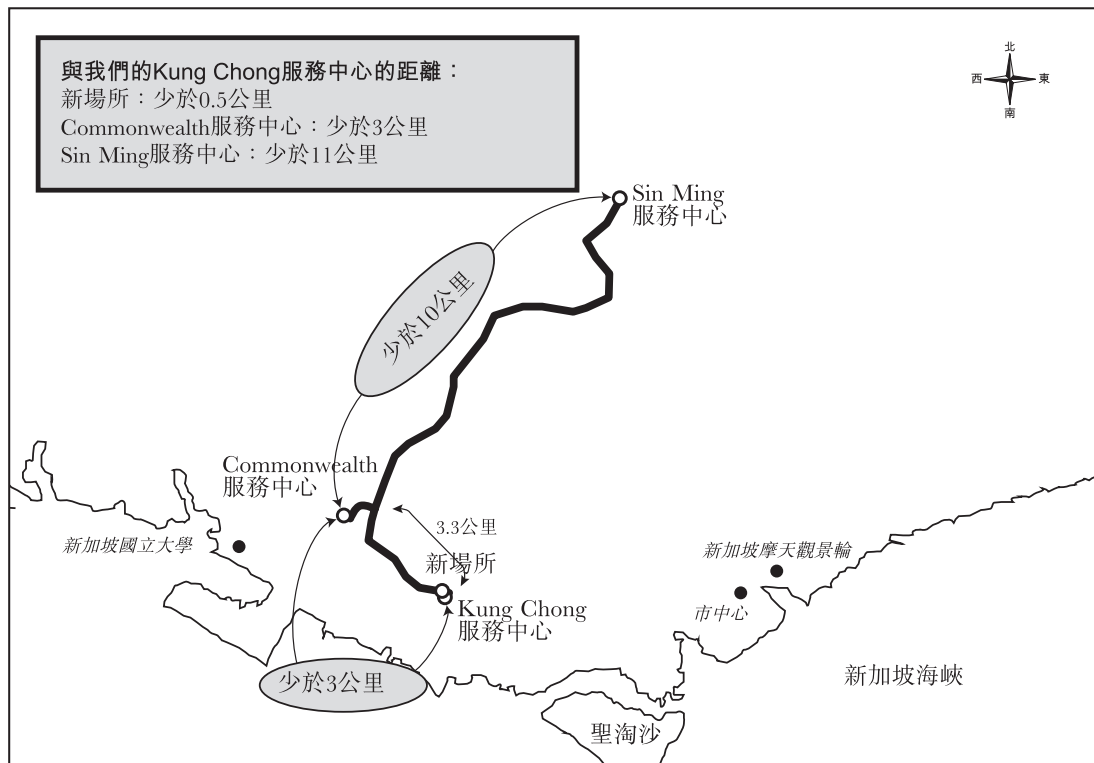 與我們的Kung Chong服務中心的距離：
新場所：少於0.5公里
Commonwealth服務中心：少於3公里
Sin Ming服務中心：少於11公里
北
西
東
南
Sin Ming
服務中心
少於10公里
Commonwealth
服務中心
3.3公里
新加坡國立大學
新場所
新加坡摩天觀景輪
Kung Chong
服務中心
市中心
少於3公里
新加坡海峽
聖淘沙